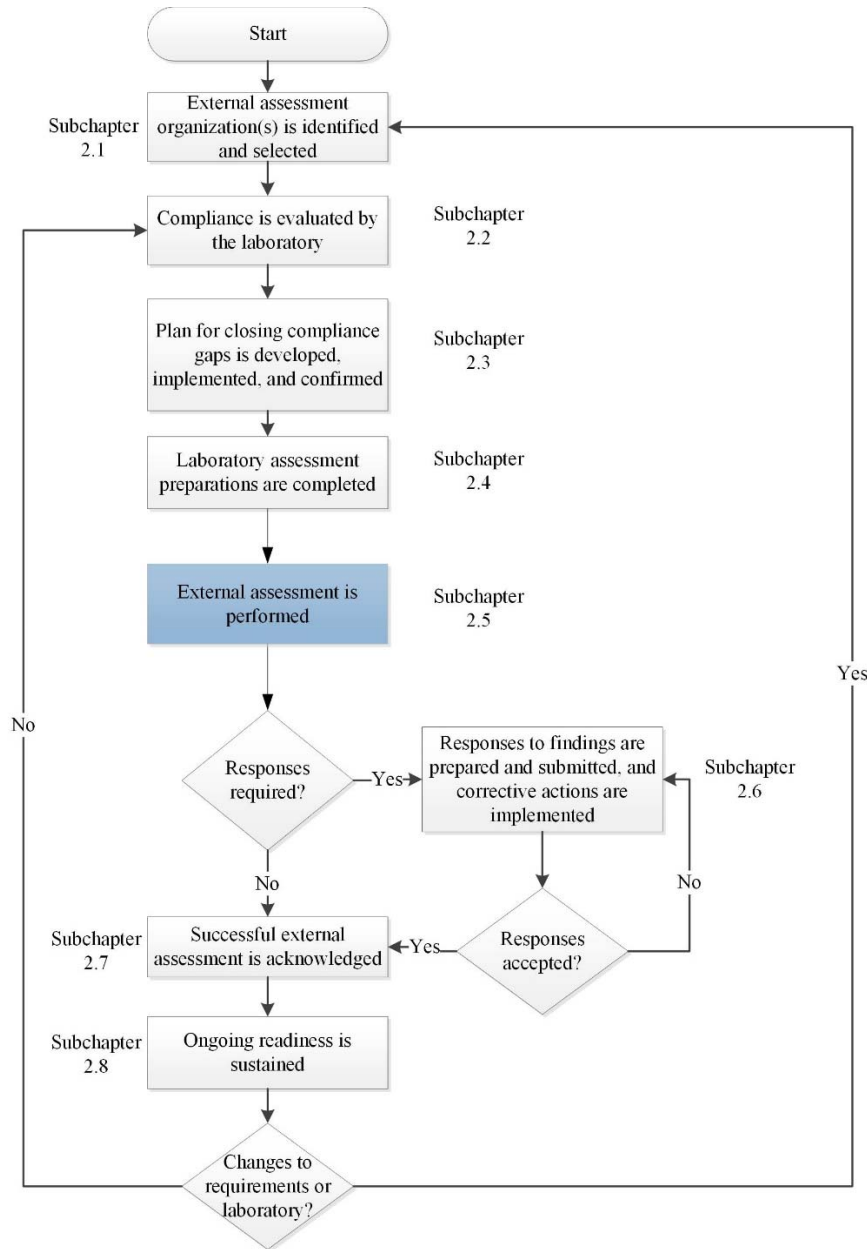 Start
Subchapter
2.1
External assessment
organization(s) is identified
and selected
Compliance is evaluated by
the laboratory
Subchapter
2.2
Plan for closing compliance
gaps is developed,
implemented, and confirmed
Subchapter
2.3
Laboratory assessment
preparations are completed
Subchapter
2.4
External assessment is
performed
Subchapter
2.5
No
Yes
Responses
required?
Yes
Responses to findings are
prepared and submitted, and
corrective actions are
implemented
Subchapter
2.6
No
No
Subchapter
2.7
Successful external
assessment is acknowledged
Yes
Responses
accepted?
Subchapter
2.8
Ongoing readiness is
sustained
Changes to
requirements or
laboratory?